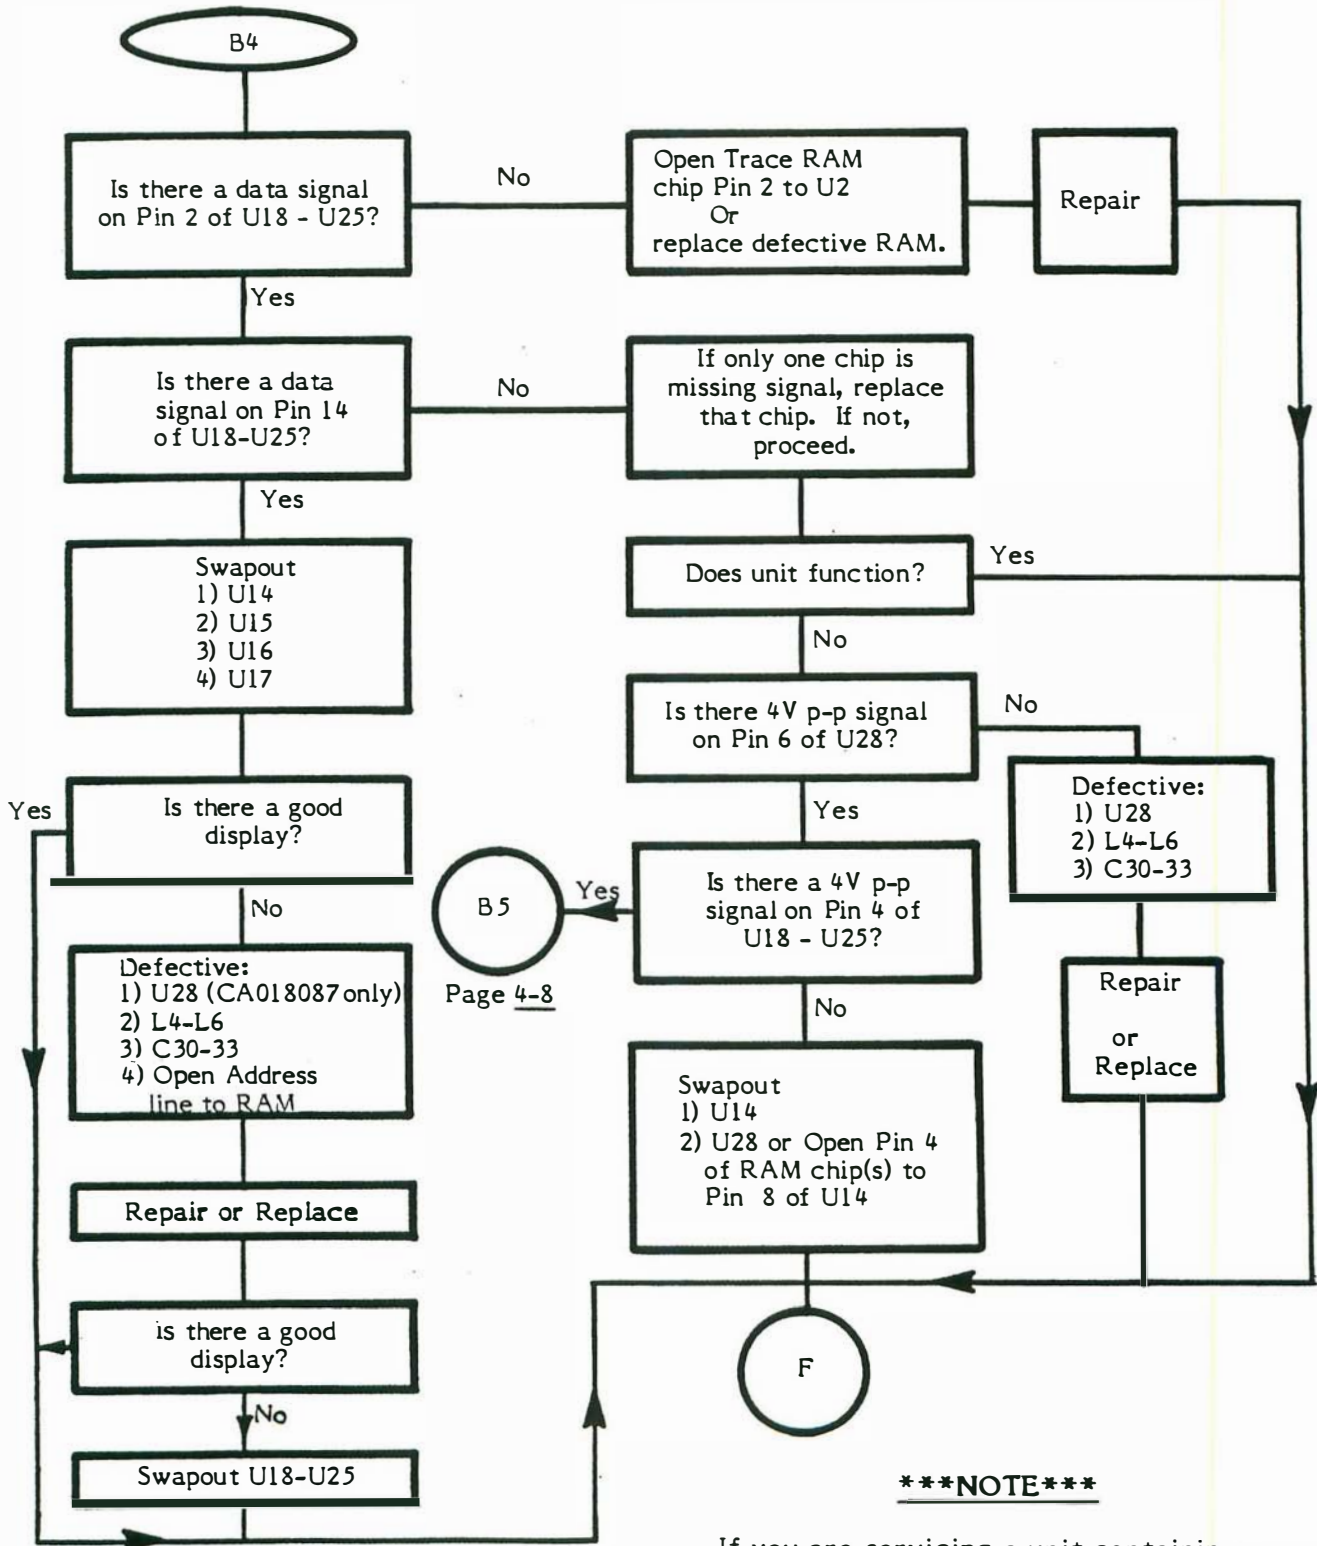 B4
Is there a data signal
on Pin 2 of U18 - U25?
No
Open Trace RAM
chip Pin 2 to U2
Or
replace defective RAM.
Repair
Yes
Is there a data
signal on Pin 14
of U18-U25?
No
If only one chip is
missing signal, replace
that chip. If not,
proceed.
Yes
Swapout
1) U14
2) U15
3) U16
4) U17
Does unit function?
Yes
No
Is there 4V p-p signal
on Pin 6 of U28?
No
Defective:
1) U28
2) L4-L6
3) C30-33
Repair
or
Replace
Yes
Is there a good
display?
Yes
No
Yes
Is there a 4V p-p
signal on Pin 4 of
U18 - U25?
Yes
B5
Page 4-8
No
Defective:
1) U28 (CA018087 only)
2) L4-L6
3) C30-33
4) Open Address
line to RAM
Swapout
1) U14
2) U28 or Open Pin 4
of RAM chip(s) to
Pin 8 of U14
Repair or Replace
is there a good
display?
No
Swapout U18-U25
F
***NOTE***
If you are servicing a unit